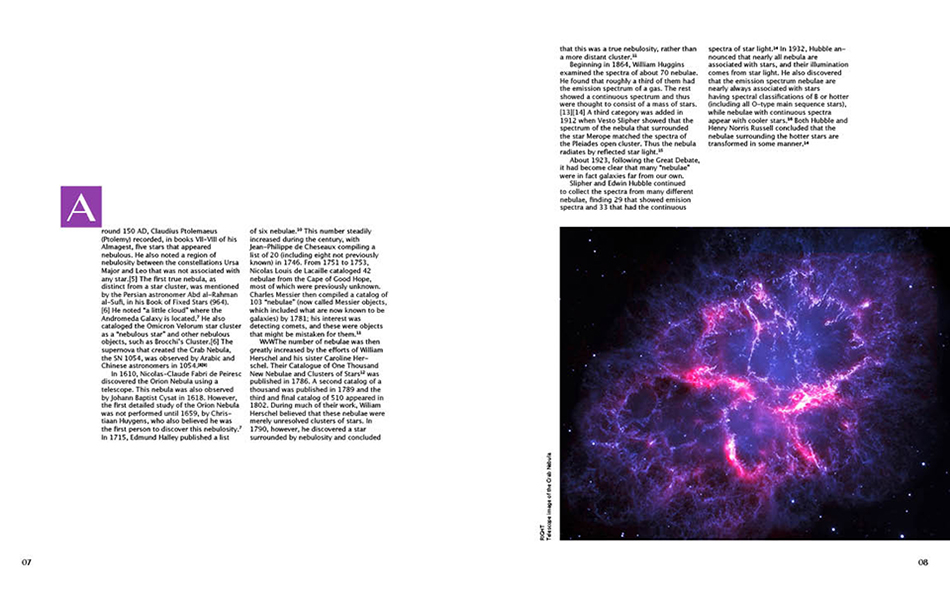 A
round 150 AD, Claudius Ptolemaeus
(Ptolemy) recorded, in books VII–VIII of his
Almagest, five stars that appeared
nebulous. He also noted a region of
nebulosity between the constellations Ursa
Major and Leo that was not associated with
any star.[5] The first true nebula, as
distinct from a star cluster, was mentioned
by the Persian astronomer Abd al-Rahman
al-Sufi, in his Book of Fixed Stars (964).
[6] He noted "a little cloud" where the
Andromeda Galaxy is located.7 He also
cataloged the Omicron Velorum star cluster
as a "nebulous star" and other nebulous
objects, such as Brocchi's Cluster.[6] The
supernova that created the Crab Nebula,
the SN 1054, was observed by Arabic and
Chinese astronomers in 1054.
In 1610, Nicolas-Claude Fabri de Peiresc
discovered the Orion Nebula using a
telescope. This nebula was also observed
by Johann Baptist Cysat in 1618. However,
the first detailed study of the Orion Nebula
was not performed until 1659, by Chris-
tiaan Huygens, who also believed he was
the first person to discover this nebulosity.7
In 1715, Edmund Halley published a list
of six nebulae.10 This number steadily
increased during the century, with
Jean-Philippe de Cheseaux compiling a
list of 20 (including eight not previously
known) in 1746. From 1751 to 1753,
Nicolas Louis de Lacaille cataloged 42
nebulae from the Cape of Good Hope,
most of which were previously unknown.
Charles Messier then compiled a catalog of
103 "nebulae" (now called Messier objects,
which included what are now known to be
galaxies) by 1781; his interest was
detecting comets, and these were objects
that might be mistaken for them.11
WvWThe number of nebulae was then
greatly increased by the efforts of William
Herschel and his sister Caroline Her-
schel. Their Catalogue of One Thousand
New Nebulae and Clusters of Stars12 was
published in 1786. A second catalog of a
thousand was published in 1789 and the
third and final catalog of 510 appeared in
1802. During much of their work, William
Herschel believed that these nebulae were
merely unresolved clusters of stars. In
1790, however, he discovered a star
surrounded by nebulosity and concluded
07
that this was a true nebulosity, rather than
a more distant cluster.11
Beginning in 1864, William Huggins
examined the spectra of about 70 nebulae.
He found that roughly a third of them had
the emission spectrum of a gas. The rest
showed a continuous spectrum and thus
were thought to consist of a mass of stars.
[13][14] A third category was added in
1912 when Vesto Slipher showed that the
spectrum of the nebula that surrounded
the star Merope matched the spectra of
the Pleiades open cluster. Thus the nebula
radiates by reflected star light.15
About 1923, following the Great Debate,
it had become clear that many "nebulae"
were in fact galaxies far from our own.
Slipher and Edwin Hubble continued
to collect the spectra from many different
nebulae, finding 29 that showed emision
spectra and 33 that had the continuous
spectra of star light.14 In 1932, Hubble an-
nounced that nearly all nebula are
associated with stars, and their illumination
comes from star light. He also discovered
that the emission spectrum nebulae are
nearly always associated with stars
having spectral classifications of B or hotter
(including all O-type main sequence stars),
while nebulae with continuous spectra
appear with cooler stars.16 Both Hubble and
Henry Norris Russell concluded that the
nebulae surrounding the hotter stars are
transformed in some manner.14
RIGHT
Telescope image of the Crab Nebula
08